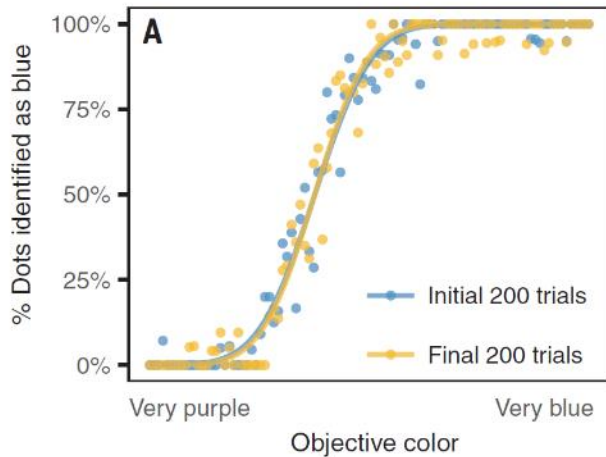 A
100%
75%
50%
25%
0%
% Dots identified as blue
Initial 200 trials
Final 200 trials
Very purple
Very blue
Objective color